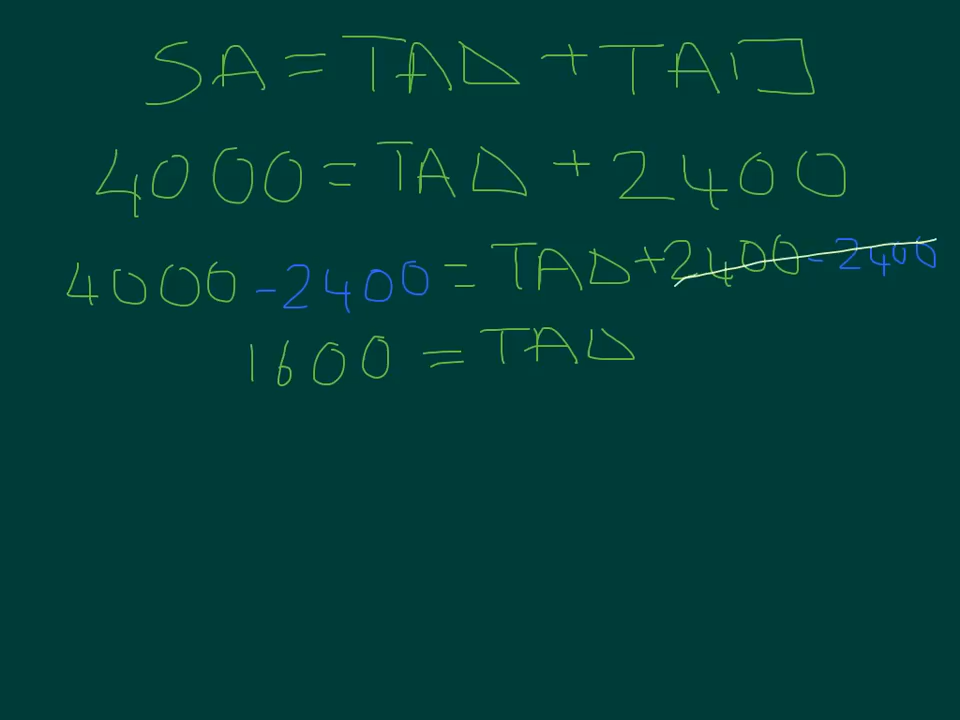 SA = TA△ + TA□
4000 = TA△ + 2400
4000 - 2400 = TA△ + 2400 - 2400
1600 = TA△